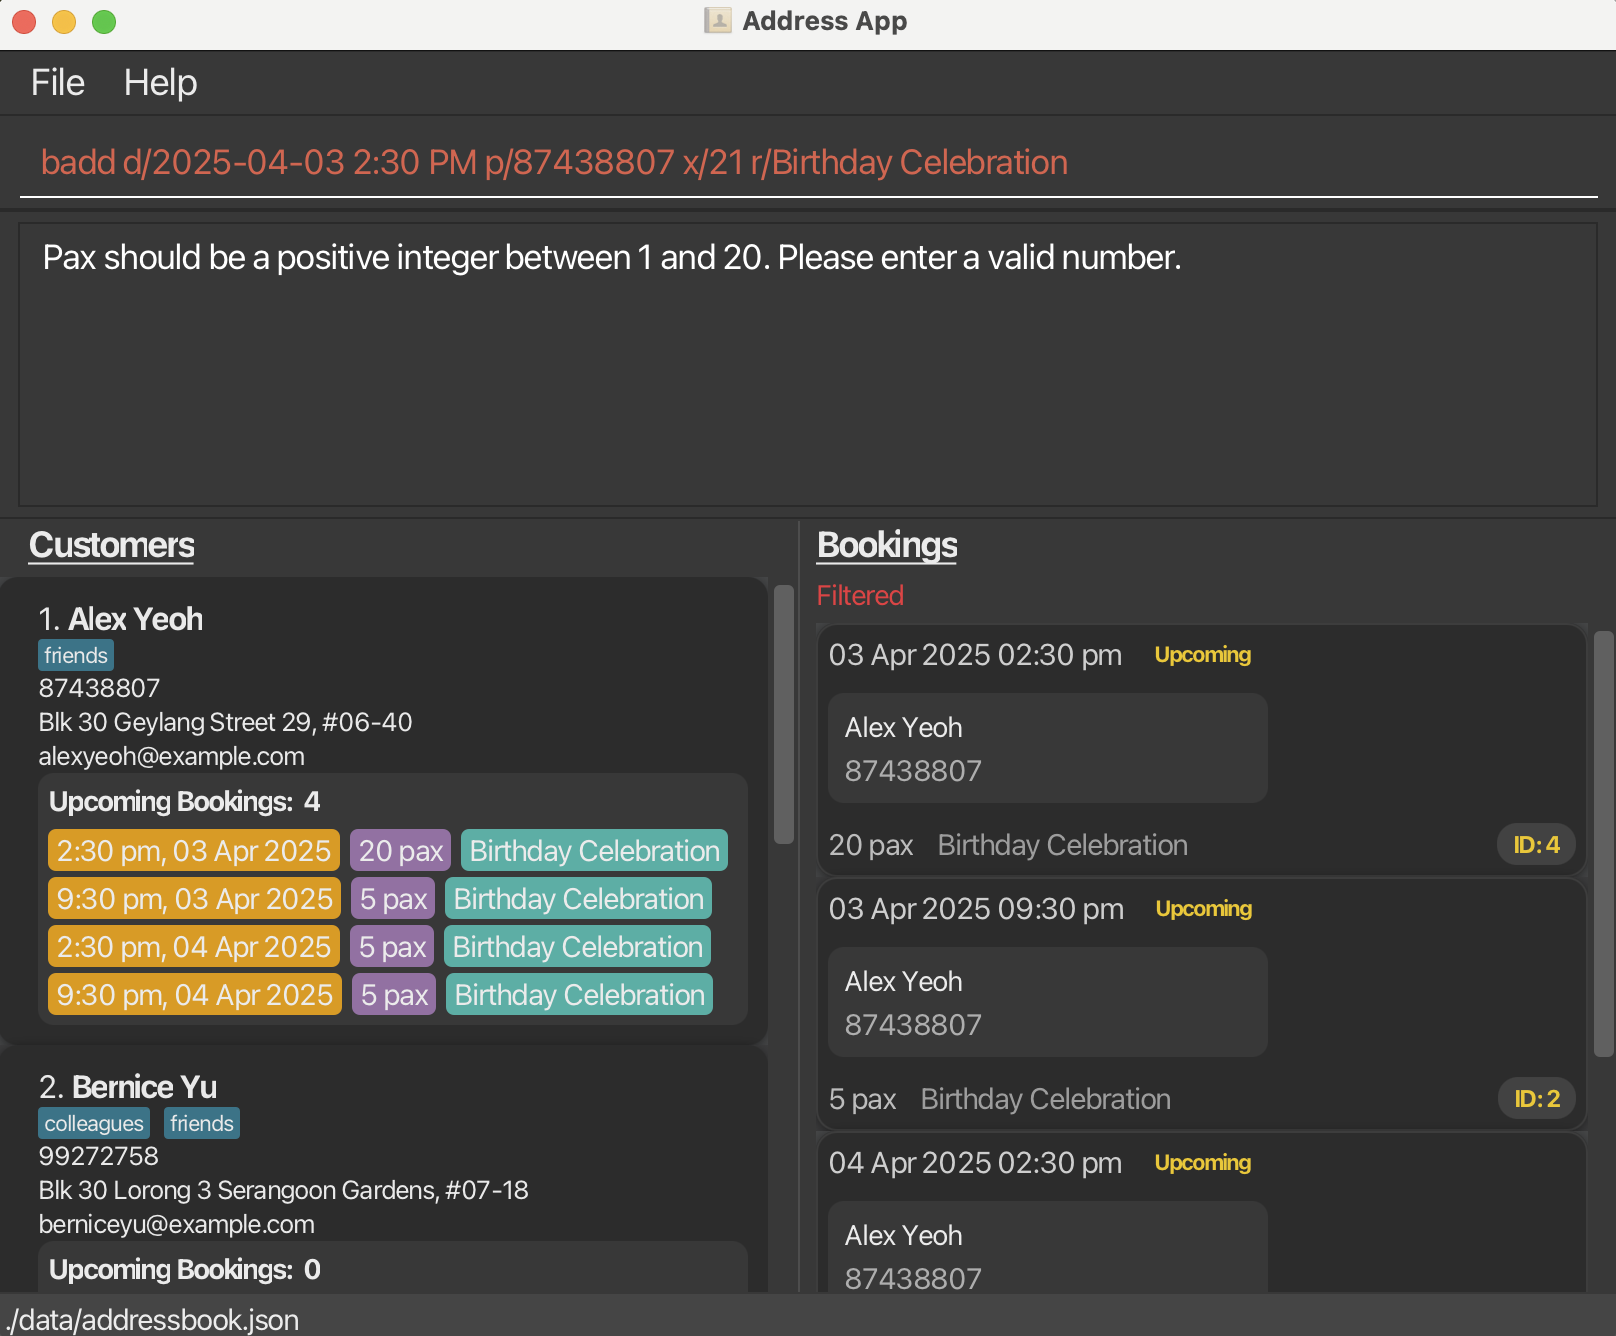 Address App
File Help
badd d/2025-04-03 2:30 PM p/87438807 x/21 r/Birthday Celebration
Pax should be a positive integer between 1 and 20. Please enter a valid number.
Customers
1. Alex Yeoh
friends
87438807
Blk 30 Geylang Street 29, #06-40
alexyeoh@example.com
Upcoming Bookings: 4
2:30 pm, 03 Apr 2025 20 pax Birthday Celebration
9:30 pm, 03 Apr 2025 5 pax Birthday Celebration
2:30 pm, 04 Apr 2025 5 pax Birthday Celebration
9:30 pm, 04 Apr 2025 5 pax Birthday Celebration
2. Bernice Yu
colleagues friends
99272758
Blk 30 Lorong 3 Serangoon Gardens, #07-18
berniceyu@example.com
Upcoming Bookings: 0
Bookings
Filtered
03 Apr 2025 02:30 pm Upcoming
Alex Yeoh
87438807
20 pax Birthday Celebration ID: 4
03 Apr 2025 09:30 pm Upcoming
Alex Yeoh
87438807
5 pax Birthday Celebration ID: 2
04 Apr 2025 02:30 pm Upcoming
Alex Yeoh
87438807
./data/addressbook.json